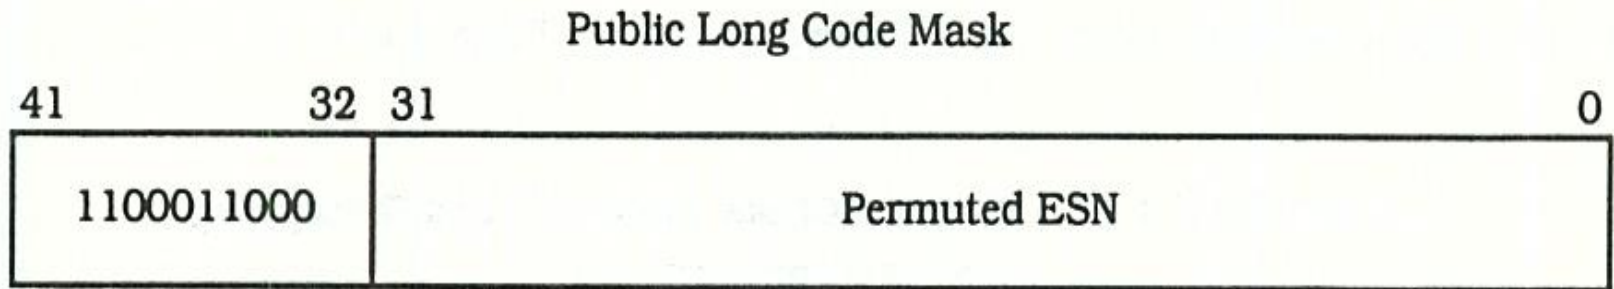 Public Long Code Mask
41 32 31 0
1100011000 Permuted ESN